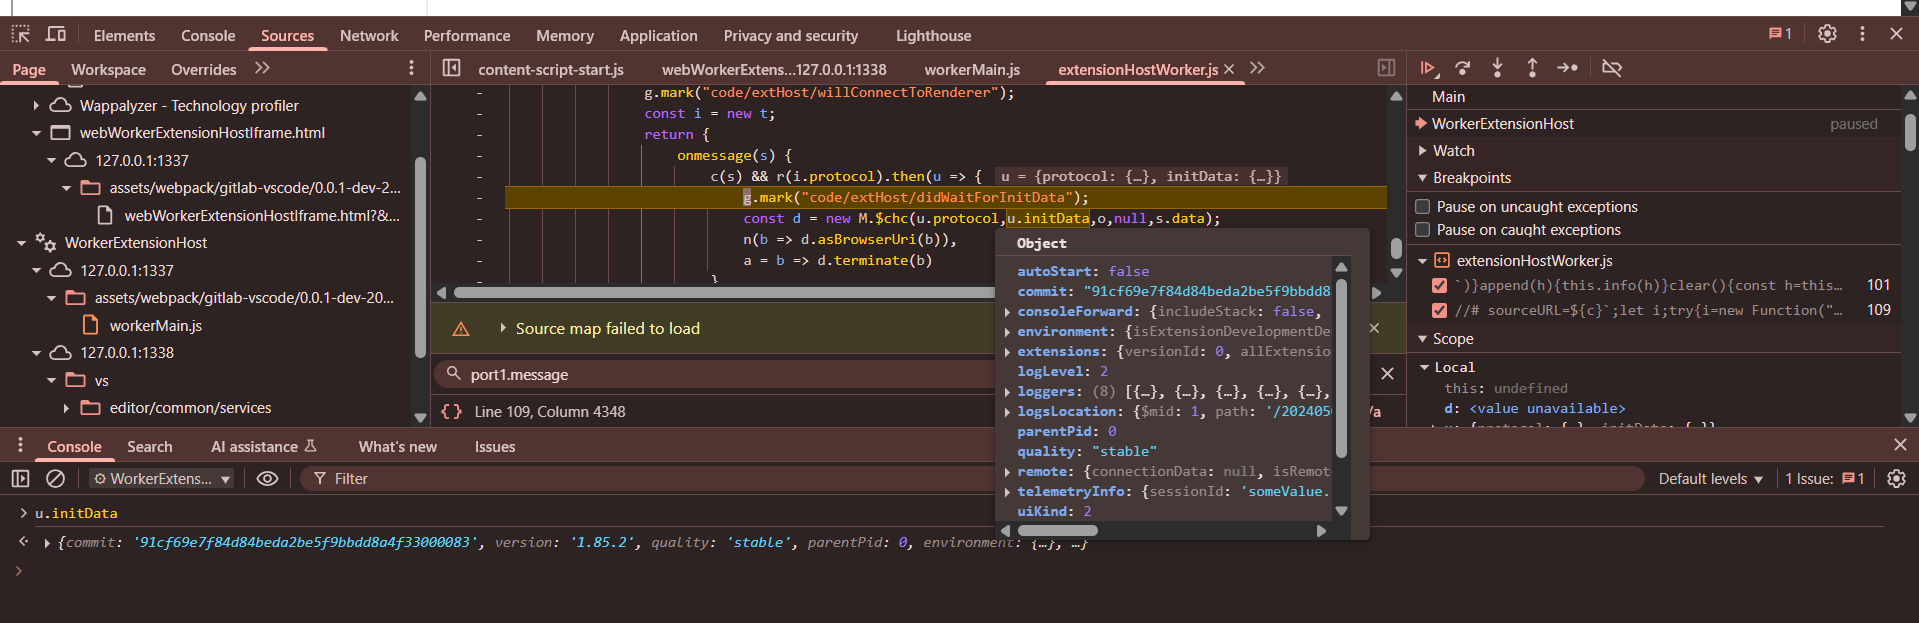 Elements Console Sources Network Performance Memory Application Privacy and security Lighthouse 1
Page Workspace Overrides
Wappalyzer - Technology profiler
webWorkerExtensionHostIframe.html
127.0.0.1:1337
assets/webpack/gitlab-vscode/0.0.1-dev-2...
webWorkerExtensionHostIframe.html?&...
WorkerExtensionHost
127.0.0.1:1337
assets/webpack/gitlab-vscode/0.0.1-dev-20...
workerMain.js
127.0.0.1:1338
vs
editor/common/services
content-script-start.js webWorkerExtens...127.0.0.1:1338 workerMain.js extensionHostWorker.js
- g.mark("code/extHost/willConnectToRenderer");
- const i = new t;
- return {
- onmessage(s) {
- c(s) && r(i.protocol).then(u => { u = {protocol: {…}, initData: {…}}
g.mark("code/extHost/didWaitForInitData");
- const d = new M.$chc(u.protocol,u.initData,o,null,s.data);
- n(b => d.asBrowserUri(b)),
- a = b => d.terminate(b)
- }
Source map failed to load
port1.message
{} Line 109, Column 4348
Object
autoStart: false
commit: "91cf69e7f84d84beda2be5f9bbdd8
consoleForward: {includeStack: false,
environment: {isExtensionDevelopmentDe
extensions: {versionId: 0, allExtensio
logLevel: 2
loggers: (8) [{…}, {…}, {…}, {…}, {…},
logsLocation: {$mid: 1, path: '/2024050
parentPid: 0
quality: "stable"
remote: {connectionData: null, isRemot
telemetryInfo: {sessionId: 'someValue.
uiKind: 2
Main
WorkerExtensionHost paused
Watch
Breakpoints
Pause on uncaught exceptions
Pause on caught exceptions
extensionHostWorker.js
`)}append(h){this.info(h)}clear(){const h=this… 101
//# sourceURL=${c}`;let i;try{i=new Function("… 109
Scope
Local
this: undefined
d: <value unavailable>
Console Search AI assistance What's new Issues
WorkerExtens... Filter Default levels 1 Issue: 1
u.initData
{commit: '91cf69e7f84d84beda2be5f9bbdd8a4f33000083', version: '1.85.2', quality: 'stable', parentPid: 0, environment: {…}, …}